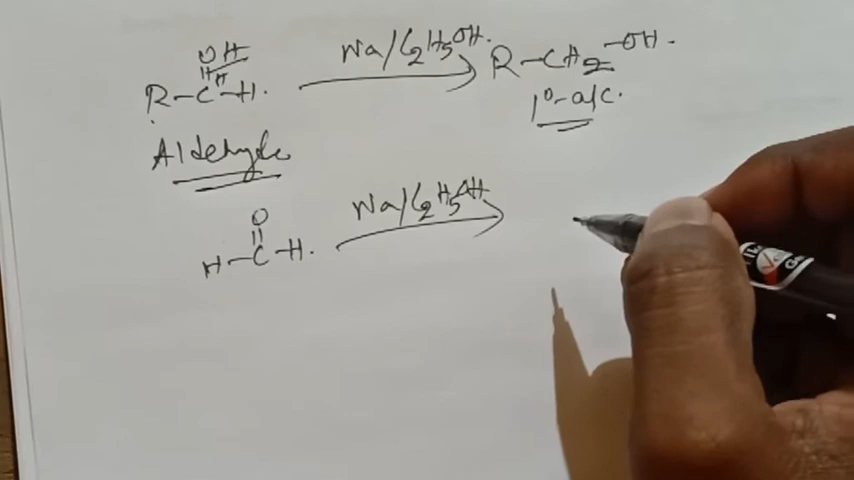 OH
|| H
R-C-H. Na/C2H5OH. R-CH2-OH.
1°-alc.
Aldehyde
O
||
H-C-H. Na/C2H5OH